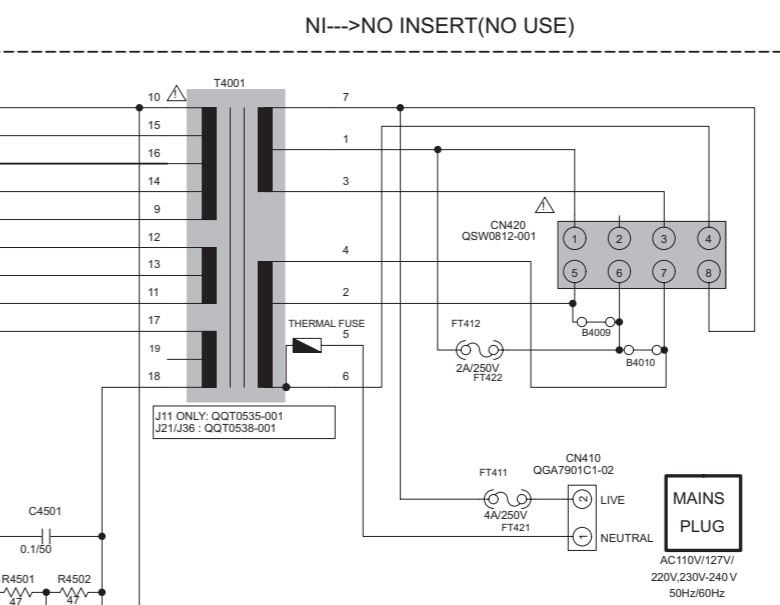 NI--->NO INSERT(NO USE)
T4001
10
7
15
1
16
14
3
9
CN420
QSW0812-001
1
2
3
4
12
4
5
6
7
8
13
11
2
17
THERMAL FUSE
5
FT412
B4009
19
B4010
2A/250V
FT422
18
6
J11 ONLY: QQT0535-001
J21/J36 : QQT0538-001
CN410
QGA7901C1-02
FT411
2
LIVE
4A/250V
FT421
1
NEUTRAL
MAINS
PLUG
AC110V/127V/
220V,230V-240 V
50Hz/60Hz
C4501
0.1/50
R4501
R4502
47
47